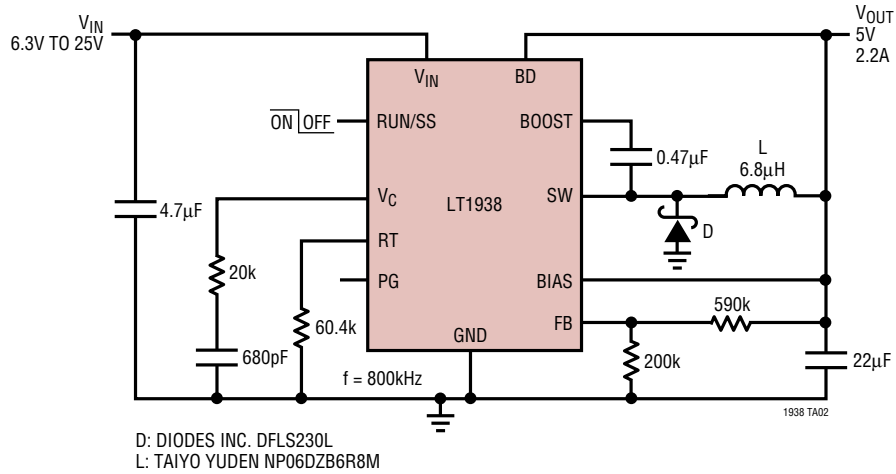 VIN
6.3V TO 25V
VOUT
5V
2.2A
VIN
BD
ON OFF
RUN/SS
BOOST
0.47µF
L
6.8µH
4.7µF
VC
LT1938
SW
D
RT
20k
PG
BIAS
590k
60.4k
FB
680pF
GND
200k
22µF
f = 800kHz
1938 TA02
D: DIODES INC. DFLS230L
L: TAIYO YUDEN NP06DZB6R8M